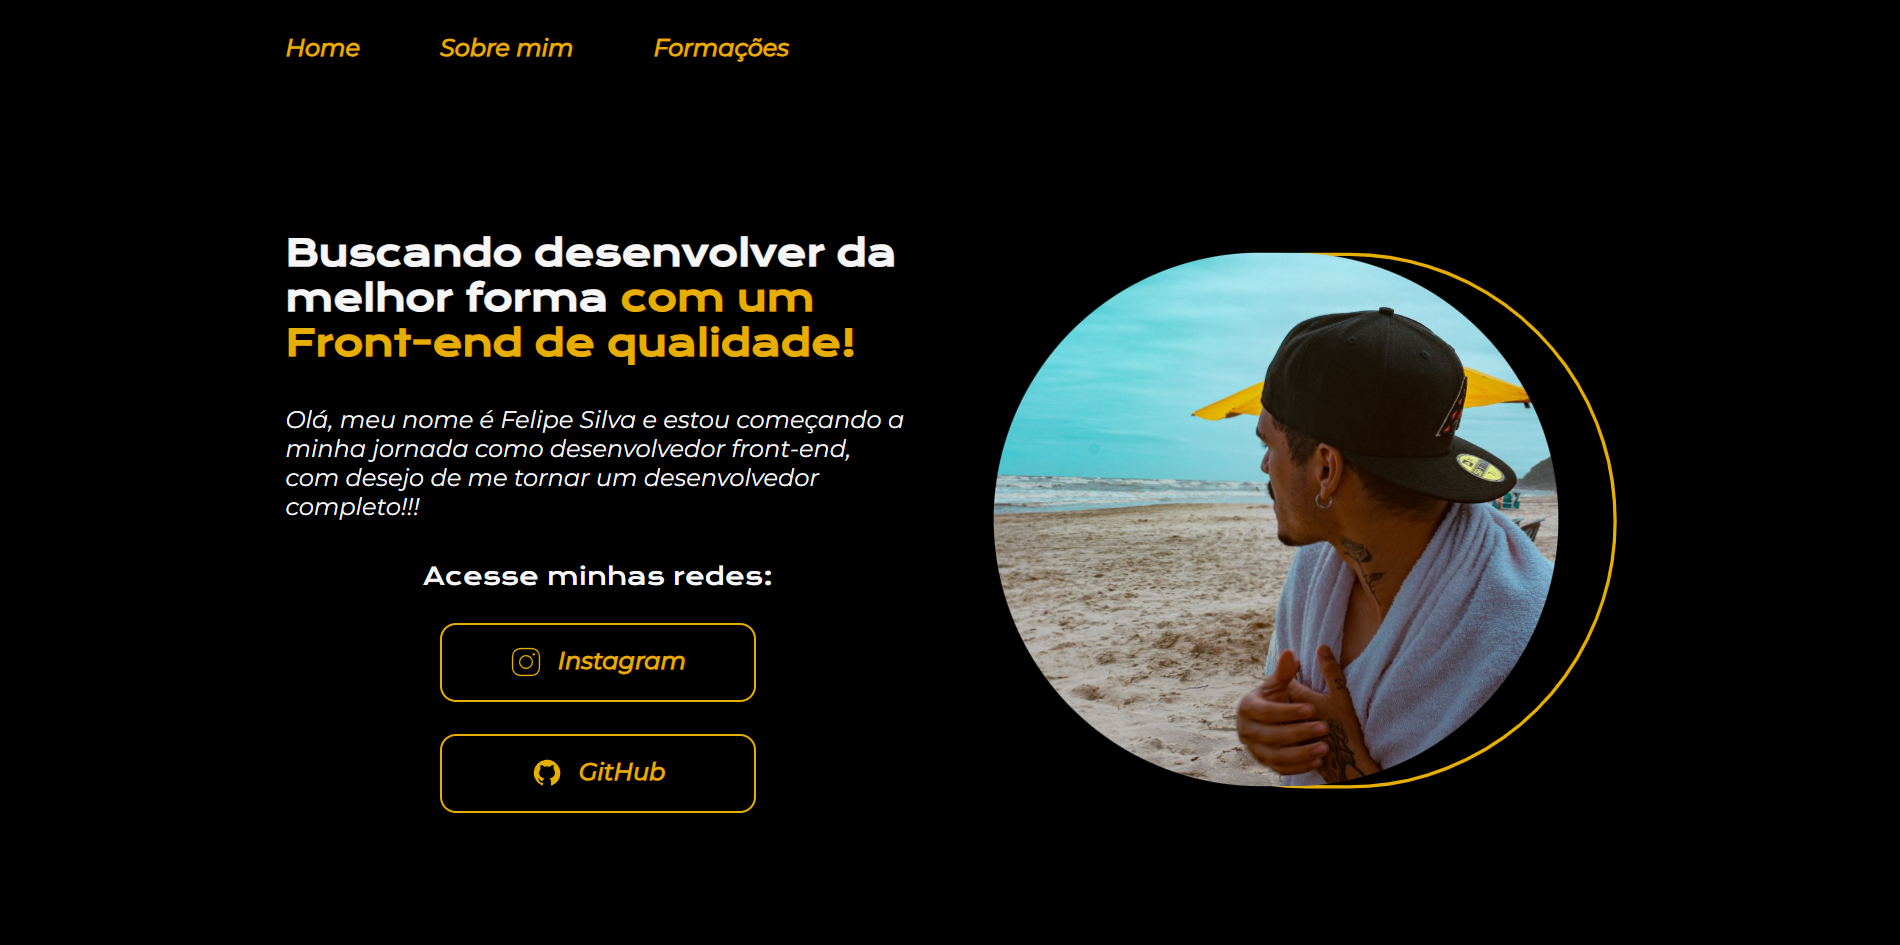 Home Sobre mim Formações
Buscando desenvolver da
melhor forma com um
Front-end de qualidade!
Olá, meu nome é Felipe Silva e estou começando a
minha jornada como desenvolvedor front-end,
com desejo de me tornar um desenvolvedor
completo!!!
Acesse minhas redes:
Instagram
GitHub